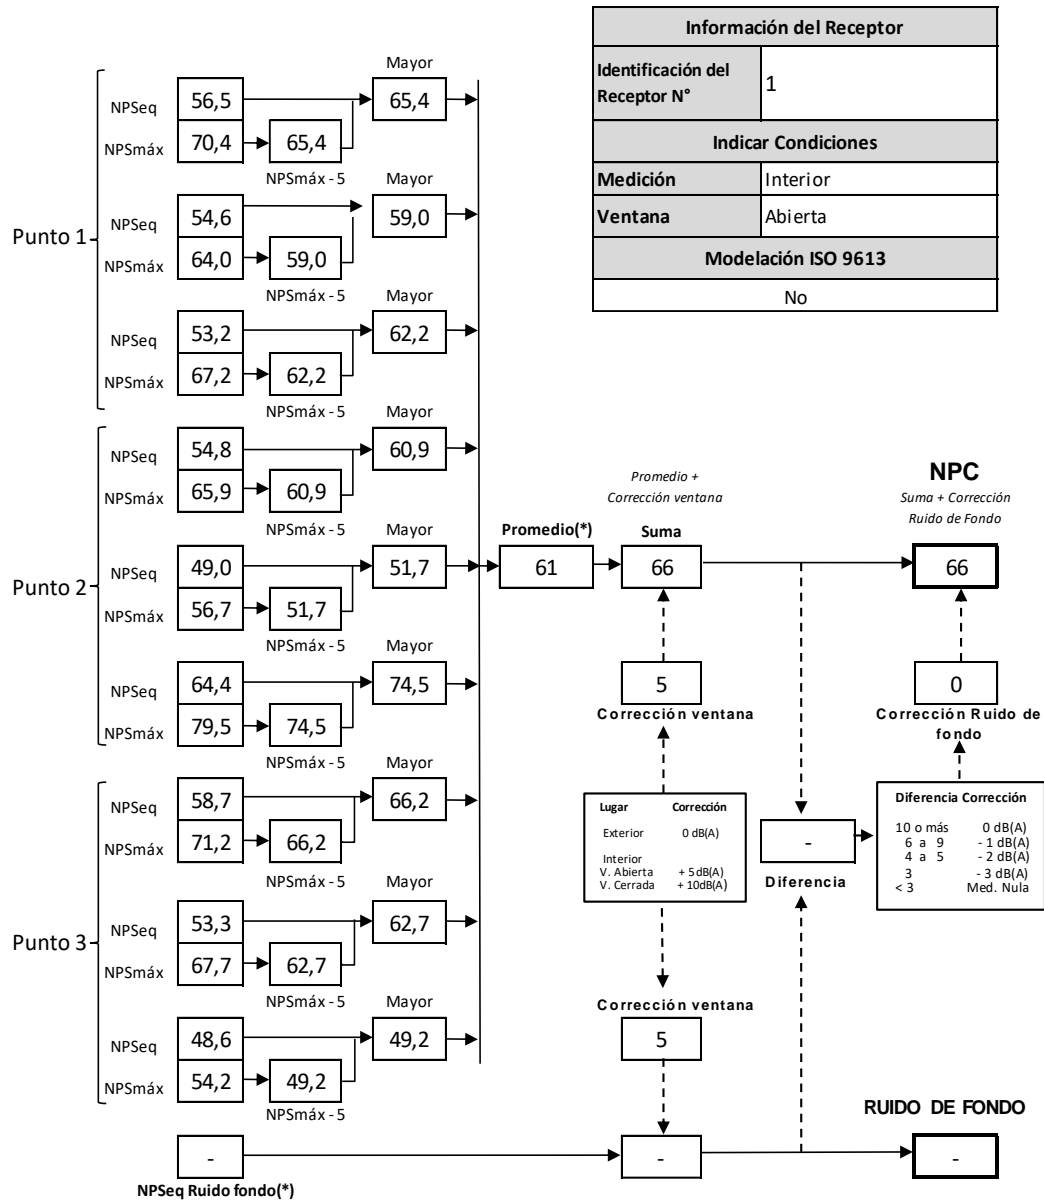 Información del Receptor
Identificación del
Receptor N°
1
Indicar Condiciones
Medición
Interior
Ventana
Abierta
Modelación ISO 9613
No
Punto 1
Mayor
NPSeq
56,5
65,4
NPSmáx
70,4
65,4
NPSmáx - 5
Mayor
NPSeq
54,6
59,0
NPSmáx
64,0
59,0
NPSmáx - 5
Mayor
NPSeq
53,2
62,2
NPSmáx
67,2
62,2
NPSmáx - 5
Punto 2
Mayor
NPSeq
54,8
60,9
NPSmáx
65,9
60,9
NPSmáx - 5
Mayor
NPSeq
49,0
51,7
NPSmáx
56,7
51,7
NPSmáx - 5
Mayor
NPSeq
64,4
74,5
NPSmáx
79,5
74,5
NPSmáx - 5
Punto 3
Mayor
NPSeq
58,7
66,2
NPSmáx
71,2
66,2
NPSmáx - 5
Mayor
NPSeq
53,3
62,7
NPSmáx
67,7
62,7
NPSmáx - 5
Mayor
NPSeq
48,6
49,2
NPSmáx
54,2
49,2
NPSmáx - 5
-
NPSeq Ruido fondo(*)
Promedio(*)
61
Promedio +
Corrección ventana
Suma
66
5
Corrección ventana
Lugar Corrección
Exterior 0 dB(A)
Interior
V. Abierta + 5 dB(A)
V. Cerrada + 10dB(A)
Corrección ventana
5
-
NPC
Suma + Corrección
Ruido de Fondo
66
0
Corrección Ruido de
fondo
-
Diferencia
Diferencia Corrección
10 o más 0 dB(A)
6 a 9 - 1 dB(A)
4 a 5 - 2 dB(A)
3 - 3 dB(A)
< 3 Med. Nula
RUIDO DE FONDO
-